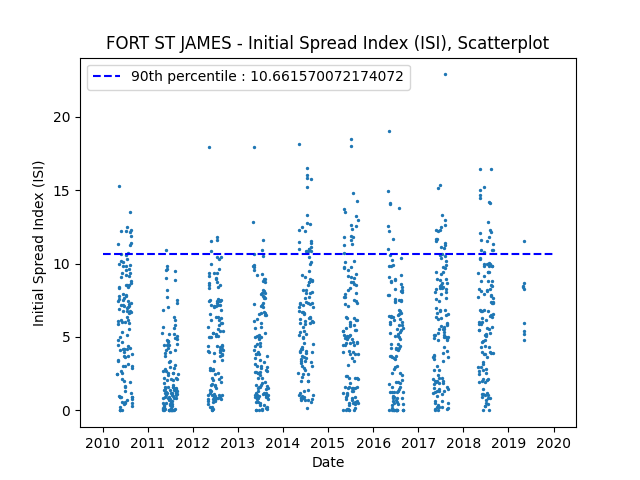 FORT ST JAMES - Initial Spread Index (ISI), Scatterplot
90th percentile : 10.661570072174072
Initial Spread Index (ISI)
20
15
10
5
0
2010 2011 2012 2013 2014 2015 2016 2017 2018 2019 2020
Date